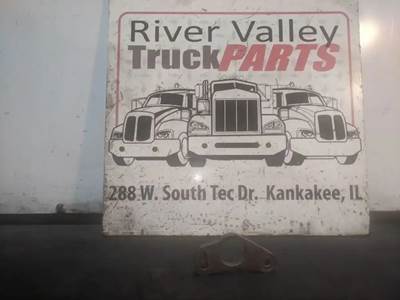 River Valley
TruckPARTS
288 W. South Tec Dr. Kankakee, IL